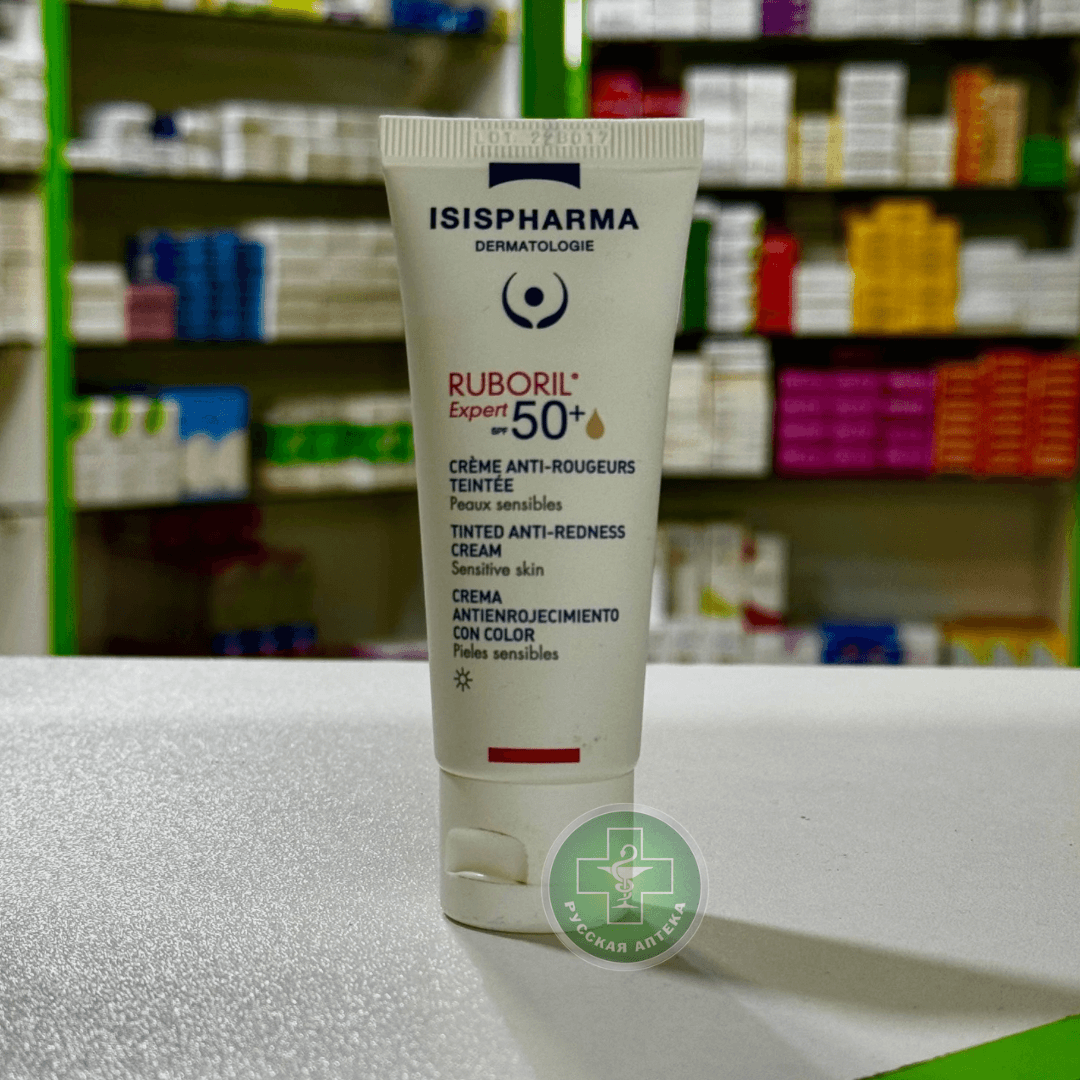 ISISPHARMA
DERMATOLOGIE
RUBORIL®
Expert SPF 50+
CRÈME ANTI-ROUGEURS
TEINTÉE
Peaux sensibles
TINTED ANTI-REDNESS
CREAM
Sensitive skin
CREMA
ANTIENROJECIMIENTO
CON COLOR
Pieles sensibles
РУССКАЯ АПТЕКА